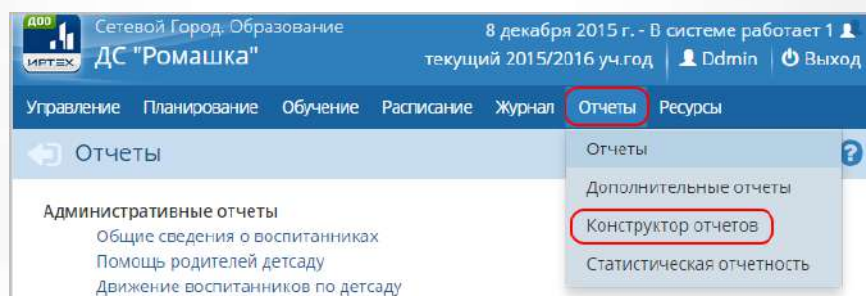 ДОО
ИРТЕХ
Сетевой Город. Образование
8 декабря 2015 г. - В системе работает 1
ДС "Ромашка"
текущий 2015/2016 уч.год
Ddmin
Выход
Управление Планирование Обучение Расписание Журнал Отчеты Ресурсы
Отчеты
?
Административные отчеты
Общие сведения о воспитанниках
Помощь родителей детсаду
Движение воспитанников по детсаду
Отчеты
Дополнительные отчеты
Конструктор отчетов
Статистическая отчетность